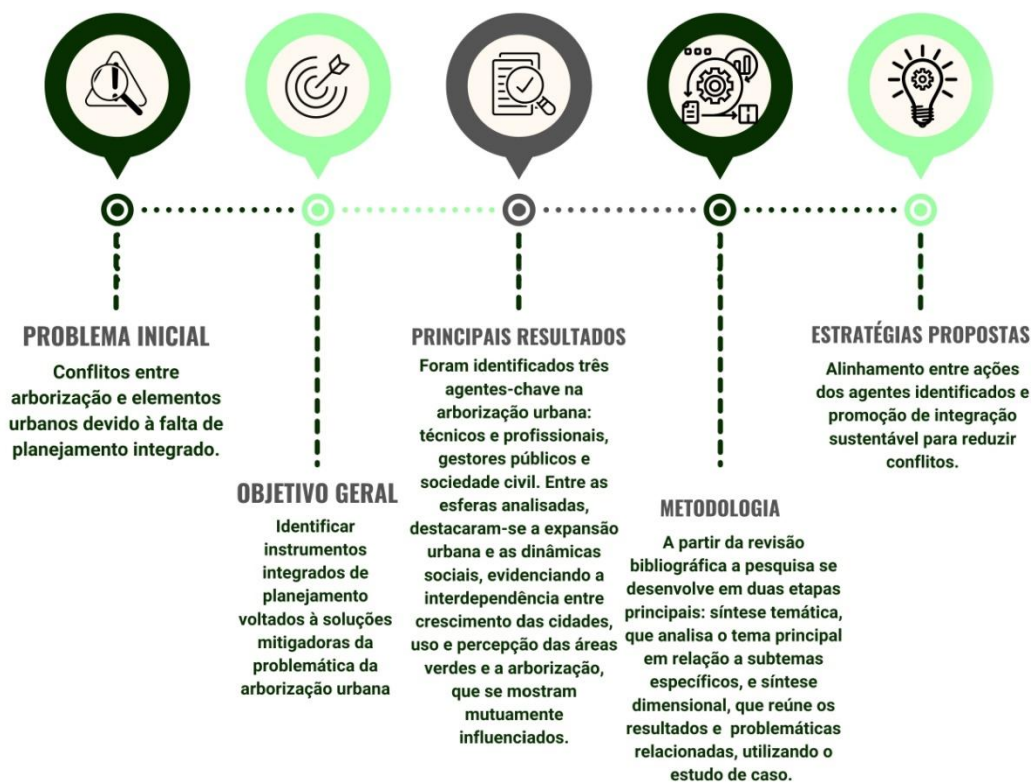 PROBLEMA INICIAL
Conflitos entre
arborização e elementos
urbanos devido à falta de
planejamento integrado.
OBJETIVO GERAL
Identificar
instrumentos
integrados de
planejamento
voltados à soluções
mitigadoras da
problemática da
arborização urbana
PRINCIPAIS RESULTADOS
Foram identificados três
agentes-chave na
arborização urbana:
técnicos e profissionais,
gestores públicos e
sociedade civil. Entre as
esferas analisadas,
destacaram-se a expansão
urbana e as dinâmicas
sociais, evidenciando a
interdependência entre
crescimento das cidades,
uso e percepção das áreas
verdes e a arborização,
que se mostram
mutuamente
influenciados.
METODOLOGIA
A partir da revisão
bibliográfica a pesquisa se
desenvolve em duas etapas
principais: síntese temática,
que analisa o tema principal
em relação a subtemas
específicos, e síntese
dimensional, que reúne os
resultados e problemáticas
relacionadas, utilizando o
estudo de caso.
ESTRATÉGIAS PROPOSTAS
Alinhamento entre ações
dos agentes identificados e
promoção de integração
sustentável para reduzir
conflitos.